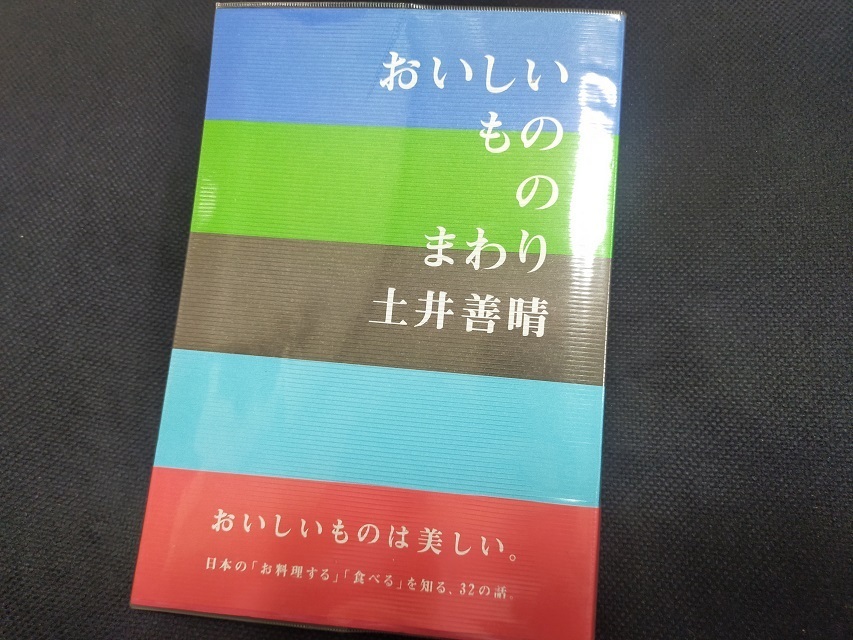 おいしい
もの
の
まわり
土井善晴
おいしいものは美しい。
日本の「お料理する」「食べる」を知る、32の話。